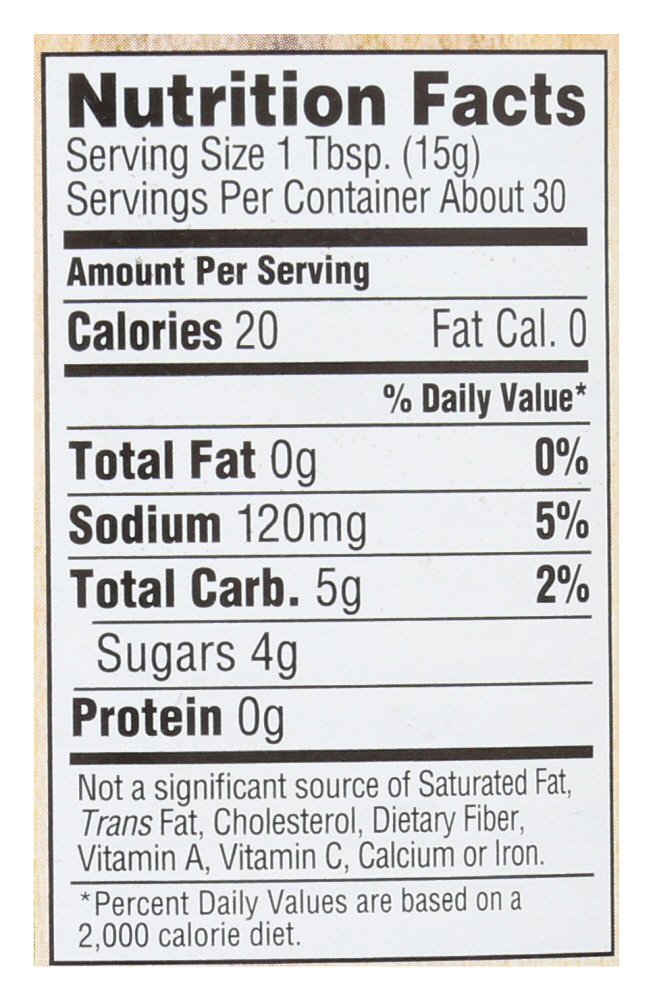 Nutrition Facts
Serving Size 1 Tbsp. (15g)
Servings Per Container About 30
Amount Per Serving
Calories 20 Fat Cal. 0
% Daily Value*
Total Fat 0g 0%
Sodium 120mg 5%
Total Carb. 5g 2%
Sugars 4g
Protein 0g
Not a significant source of Saturated Fat,
Trans Fat, Cholesterol, Dietary Fiber,
Vitamin A, Vitamin C, Calcium or Iron.
*Percent Daily Values are based on a
2,000 calorie diet.